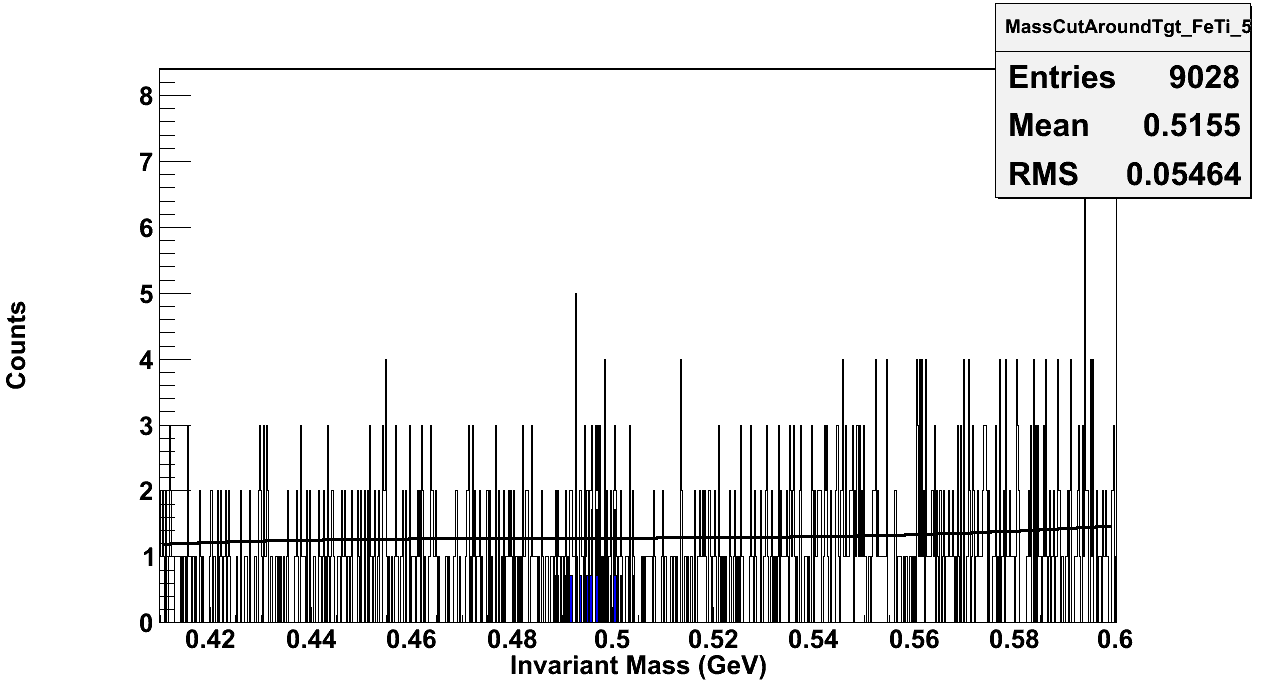 MassCutAroundTgt_FeTi_5
Entries 9028
Mean 0.5155
RMS 0.05464
8
7
6
5
4
3
2
1
0
Counts
0.42 0.44 0.46 0.48 0.5 0.52 0.54 0.56 0.58 0.6
Invariant Mass (GeV)